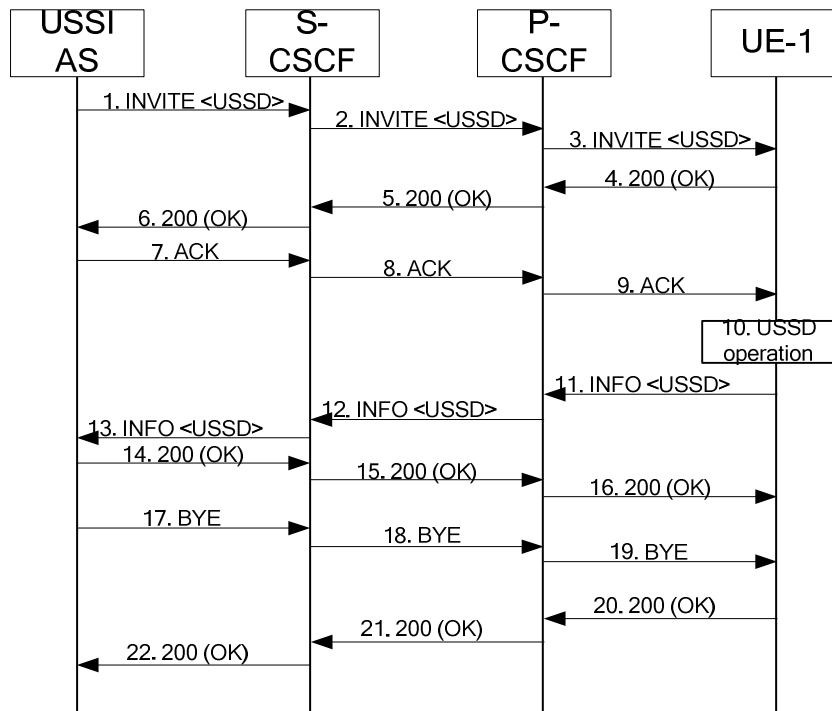 USSI
AS
S-
CSCF
P-
CSCF
UE-1
1. INVITE <USSD>
2. INVITE <USSD>
3. INVITE <USSD>
4. 200 (OK)
5. 200 (OK)
6. 200 (OK)
7. ACK
8. ACK
9. ACK
10. USSD
operation
11. INFO <USSD>
12. INFO <USSD>
13. INFO <USSD>
14. 200 (OK)
15. 200 (OK)
16. 200 (OK)
17. BYE
18. BYE
19. BYE
20. 200 (OK)
21. 200 (OK)
22. 200 (OK)